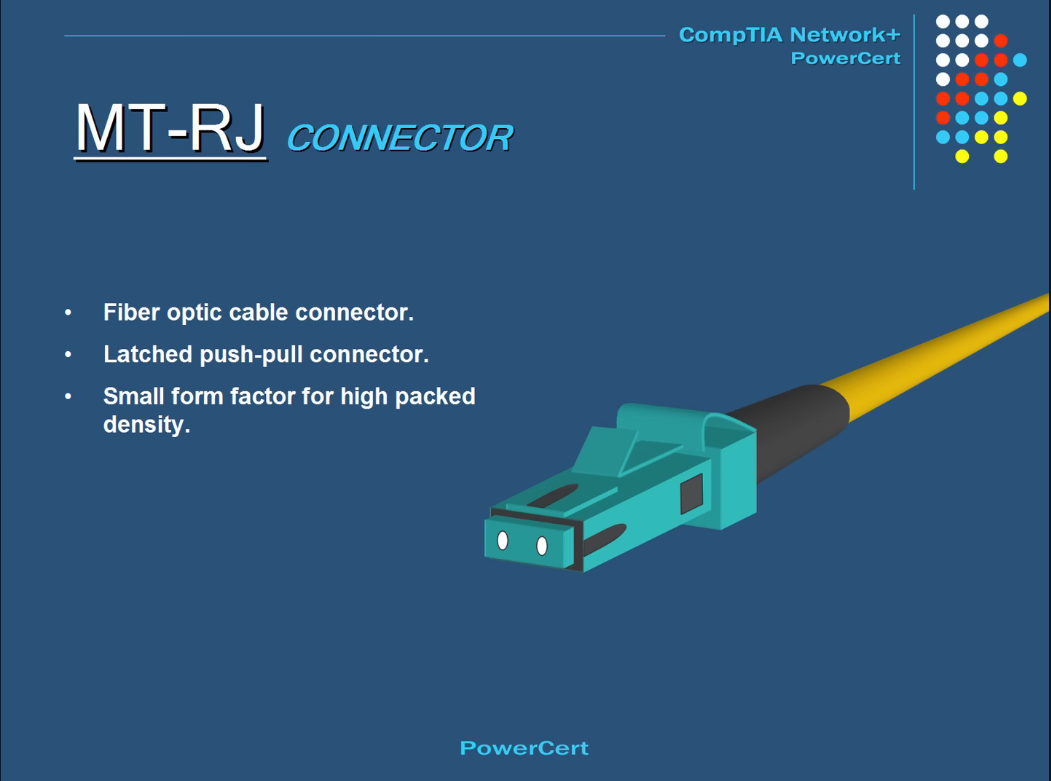 CompTIA Network+
PowerCert
MT-RJ CONNECTOR
• Fiber optic cable connector.
• Latched push-pull connector.
• Small form factor for high packed
density.
PowerCert